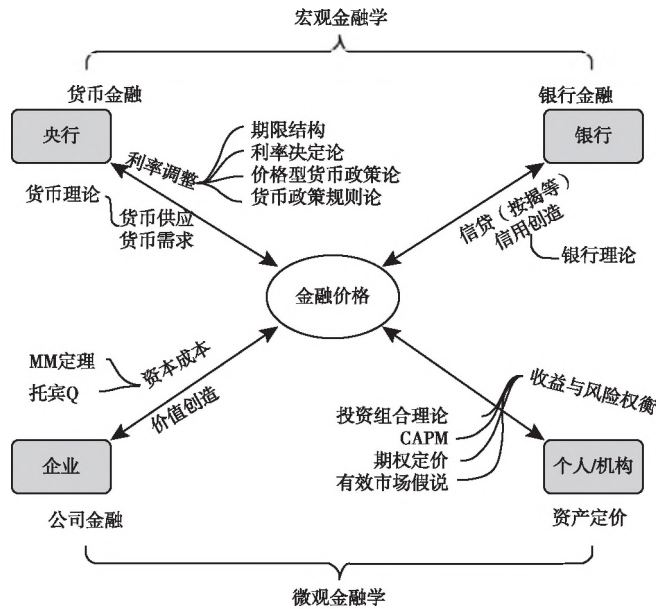 宏观金融学
货币金融
银行金融
央行
银行
利率调整
期限结构
利率决定论
价格型货币政策论
货币政策规则论
货币理论
货币供应
货币需求
信贷（按揭等）
信用创造
银行理论
金融价格
MM定理
托宾Q
资本成本
价值创造
收益与风险权衡
投资组合理论
CAPM
期权定价
有效市场假说
企业
个人/机构
公司金融
资产定价
微观金融学